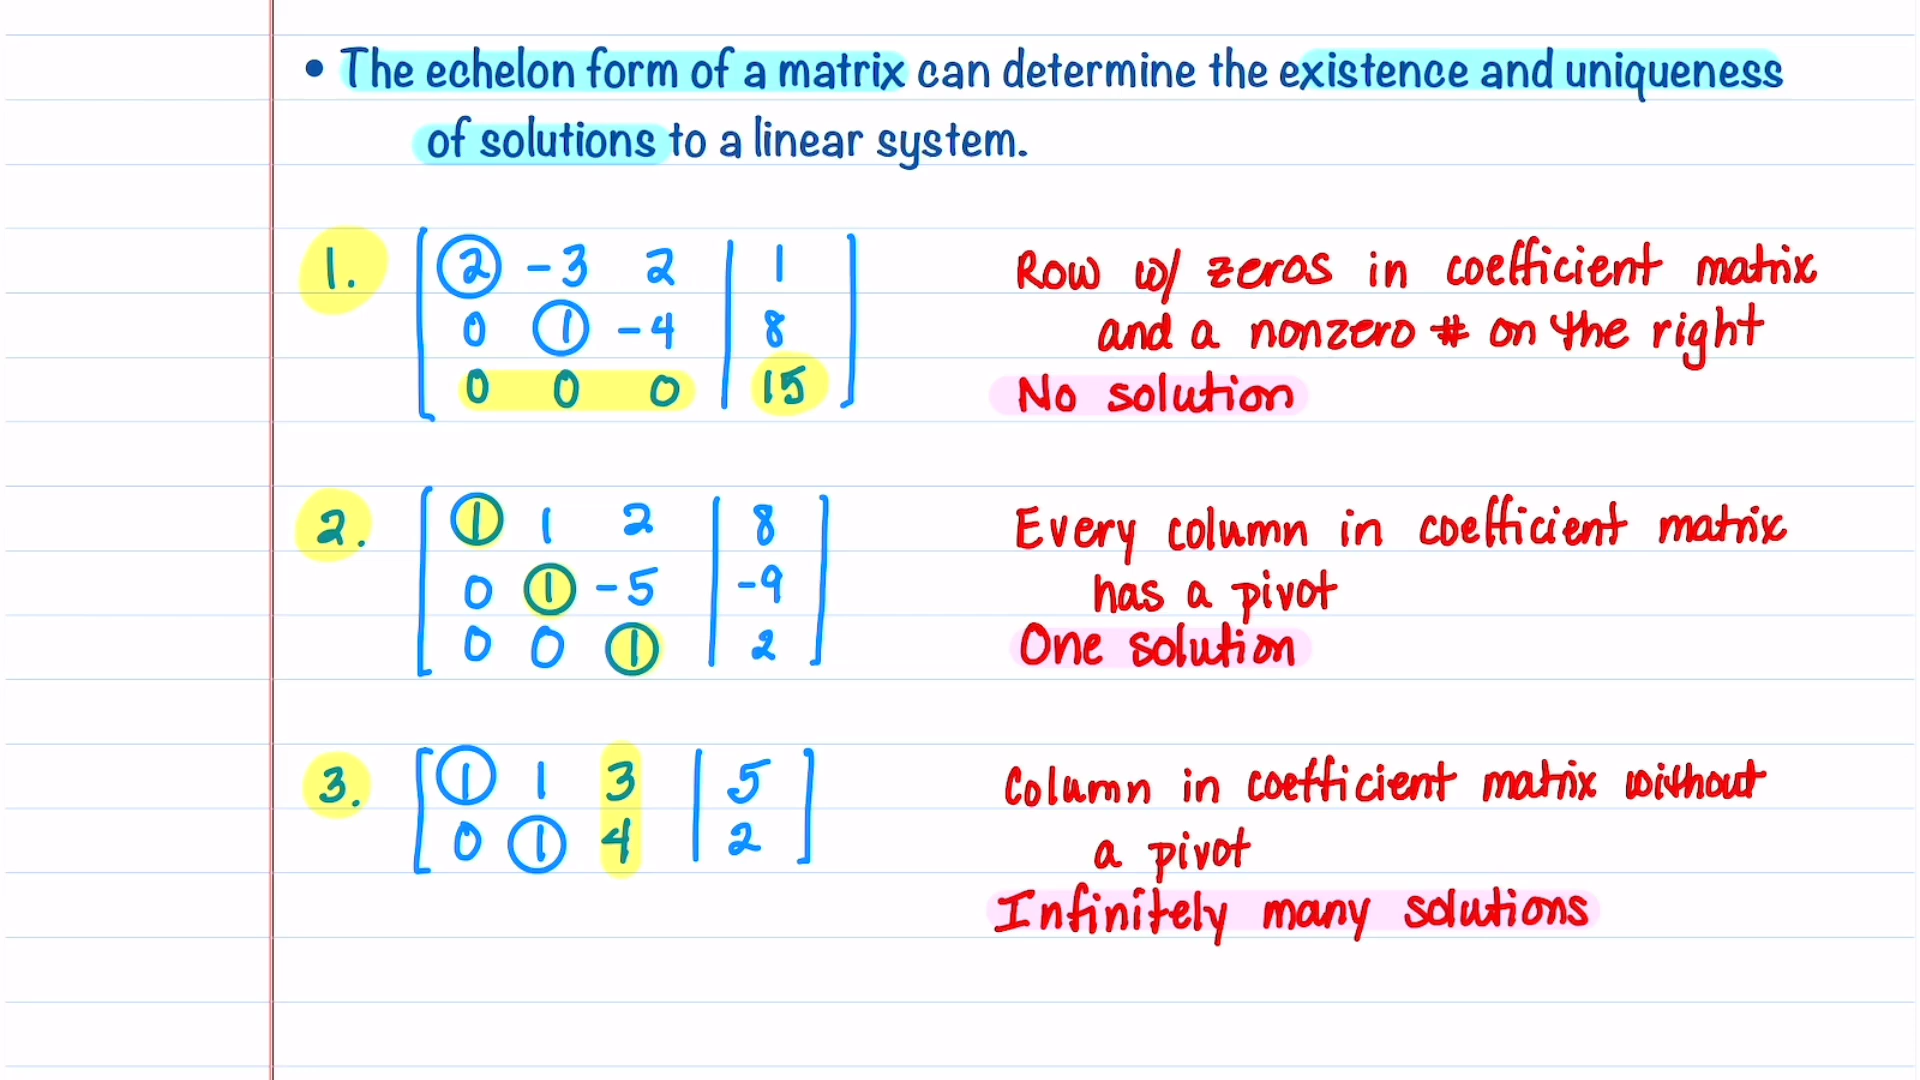 • The echelon form of a matrix can determine the existence and uniqueness
of solutions to a linear system.
1. [ 2 -3 2 | 1 ] Row w/ zeros in coefficient matrix
0 1 -4 | 8 and a nonzero # on the right
0 0 0 | 15 No solution
2. [ 1 1 2 | 8 ] Every column in coefficient matrix
0 1 -5 | -9 has a pivot
0 0 1 | 2 One solution
3. [ 1 1 3 | 5 ] Column in coefficient matrix without
0 1 4 | 2 a pivot
Infinitely many solutions